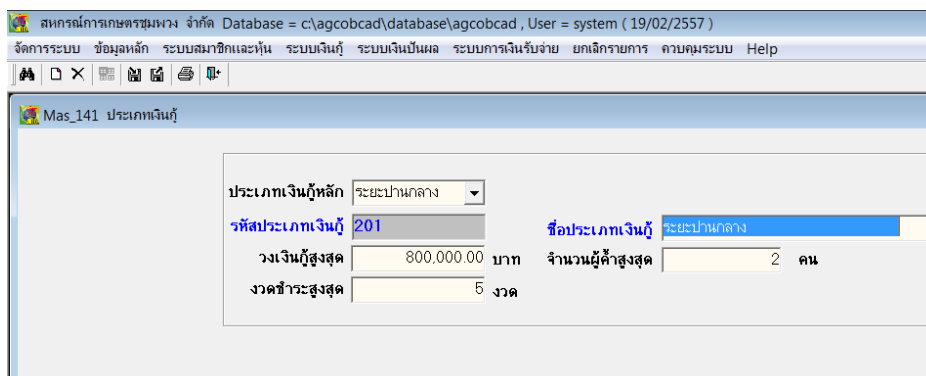 สหกรณ์การเกษตรชุมพวง จำกัด Database = c:\agcobcad\database\agcobcad , User = system ( 19/02/2557 )
จัดการระบบ ข้อมูลหลัก ระบบสมาชิกและหุ้น ระบบเงินกู้ ระบบเงินปันผล ระบบการเงินรับจ่าย ยกเลิกรายการ ควบคุมระบบ Help
Mas_141 ประเภทเงินกู้
ประเภทเงินกู้หลัก ระยะปานกลาง
รหัสประเภทเงินกู้ 201 ชื่อประเภทเงินกู้ ระยะปานกลาง
วงเงินกู้สูงสุด 800,000.00 บาท จำนวนผู้ค้ำสูงสุด 2 คน
งวดชำระสูงสุด 5 งวด